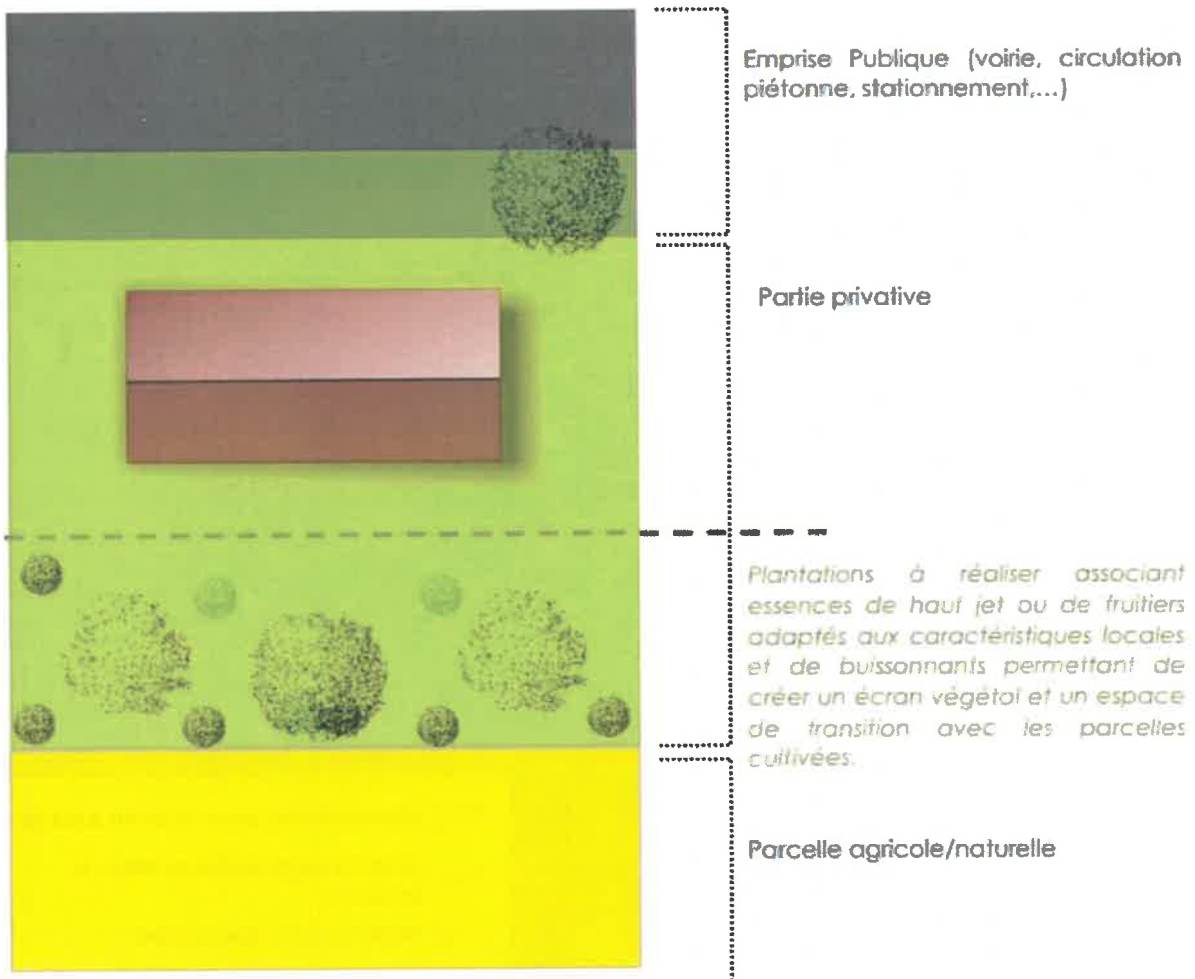 Emprise Publique (voirie, circulation
piétonne, stationnement,...)
Partie privative
Plantations à réaliser associant
essences de haut jet ou de fruitiers
adaptés aux caractéristiques locales
et de buissonnants permettant de
créer un écran végétal et un espace
de transition avec les parcelles
cultivées.
Parcelle agricole/naturelle